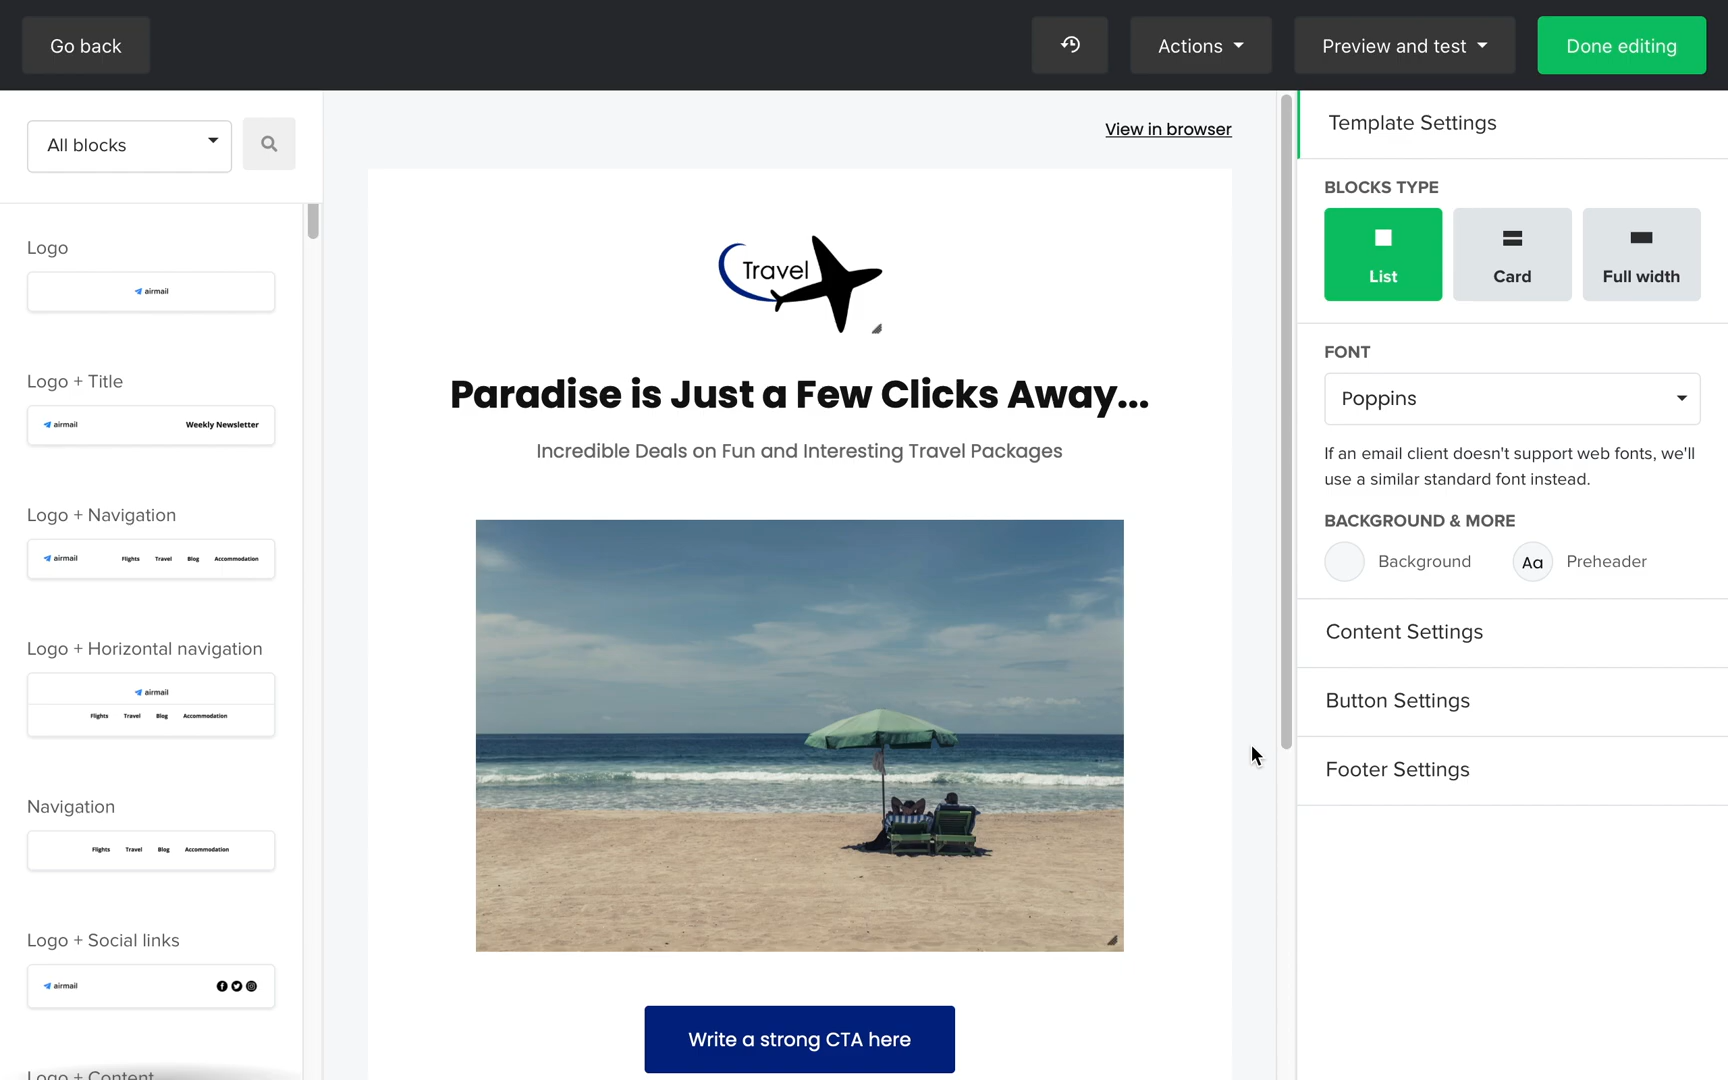 Go back
Actions
Preview and test
Done editing
All blocks
Logo
airmail
Logo + Title
airmail Weekly Newsletter
Logo + Navigation
airmail Flights Travel Blog Accommodation
Logo + Horizontal navigation
airmail
Flights Travel Blog Accommodation
Navigation
Flights Travel Blog Accommodation
Logo + Social links
airmail
Logo + Content
View in browser
Travel
Paradise is Just a Few Clicks Away...
Incredible Deals on Fun and Interesting Travel Packages
Write a strong CTA here
Template Settings
BLOCKS TYPE
List
Card
Full width
FONT
Poppins
If an email client doesn't support web fonts, we'll
use a similar standard font instead.
BACKGROUND & MORE
Background
Aa Preheader
Content Settings
Button Settings
Footer Settings